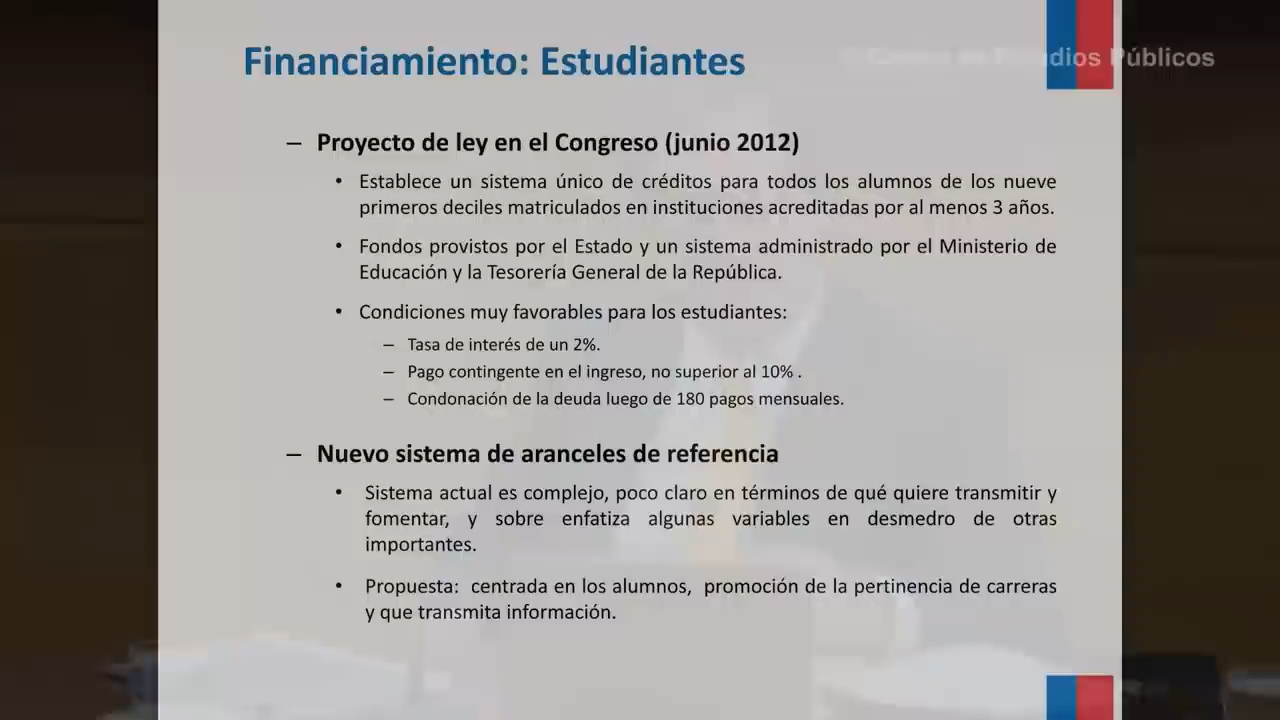 Financiamiento: Estudiantes
Centro de Estudios Públicos
– Proyecto de ley en el Congreso (junio 2012)
• Establece un sistema único de créditos para todos los alumnos de los nueve
primeros deciles matriculados en instituciones acreditadas por al menos 3 años.
• Fondos provistos por el Estado y un sistema administrado por el Ministerio de
Educación y la Tesorería General de la República.
• Condiciones muy favorables para los estudiantes:
– Tasa de interés de un 2%.
– Pago contingente en el ingreso, no superior al 10% .
– Condonación de la deuda luego de 180 pagos mensuales.
– Nuevo sistema de aranceles de referencia
• Sistema actual es complejo, poco claro en términos de qué quiere transmitir y
fomentar, y sobre enfatiza algunas variables en desmedro de otras
importantes.
• Propuesta: centrada en los alumnos, promoción de la pertinencia de carreras
y que transmita información.